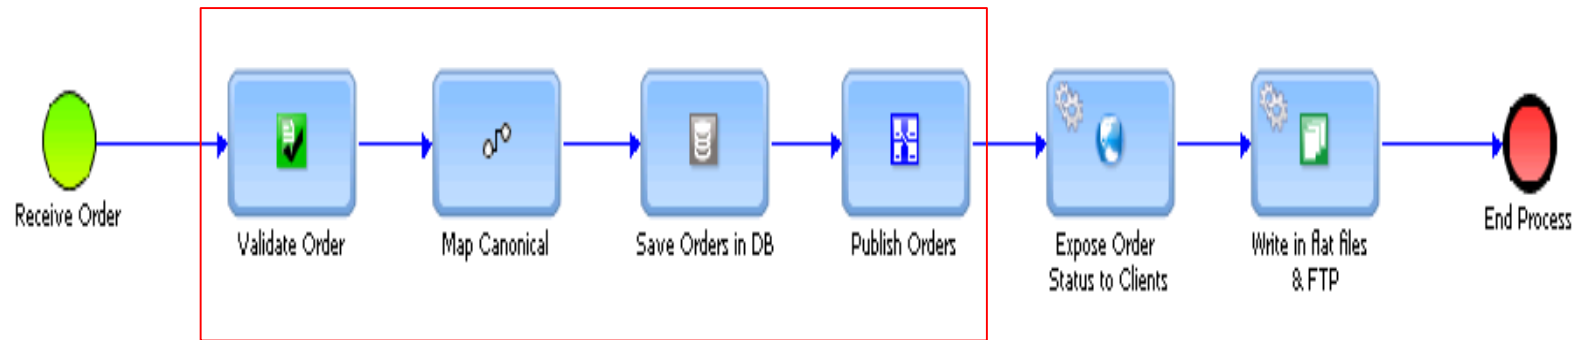 Receive Order
Validate Order
Map Canonical
Save Orders in DB
Publish Orders
Expose Order
Status to Clients
Write in flat files
& FTP
End Process